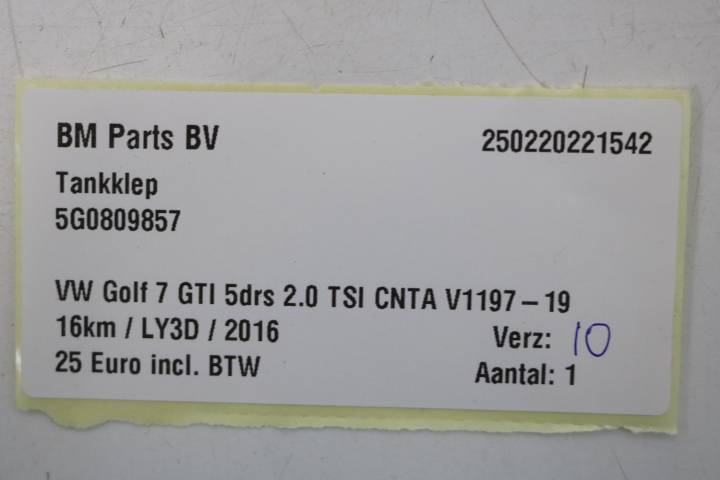 BM Parts BV 250220221542
Tankklep
5G0809857
VW Golf 7 GTI 5drs 2.0 TSI CNTA V1197 – 19
16km / LY3D / 2016 Verz: 10
25 Euro incl. BTW Aantal: 1